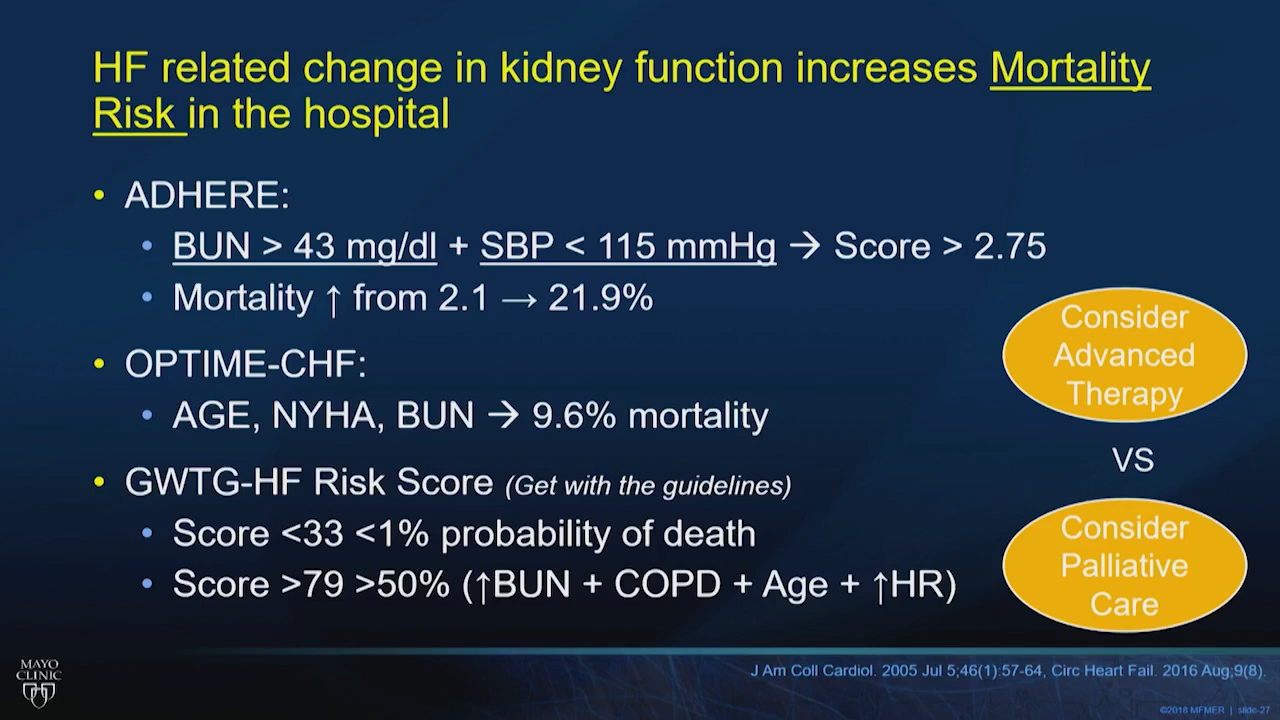 HF related change in kidney function increases Mortality
Risk in the hospital
• ADHERE:
• BUN > 43 mg/dl + SBP < 115 mmHg → Score > 2.75
• Mortality ↑ from 2.1 → 21.9%
• OPTIME-CHF:
• AGE, NYHA, BUN → 9.6% mortality
• GWTG-HF Risk Score (Get with the guidelines)
• Score <33 <1% probability of death
• Score >79 >50% (↑BUN + COPD + Age + ↑HR)
Consider
Advanced
Therapy
VS
Consider
Palliative
Care
MAYO
CLINIC
J Am Coll Cardiol. 2005 Jul 5;46(1):57-64, Circ Heart Fail. 2016 Aug;9(8).
©2018 MFMER | slide-27